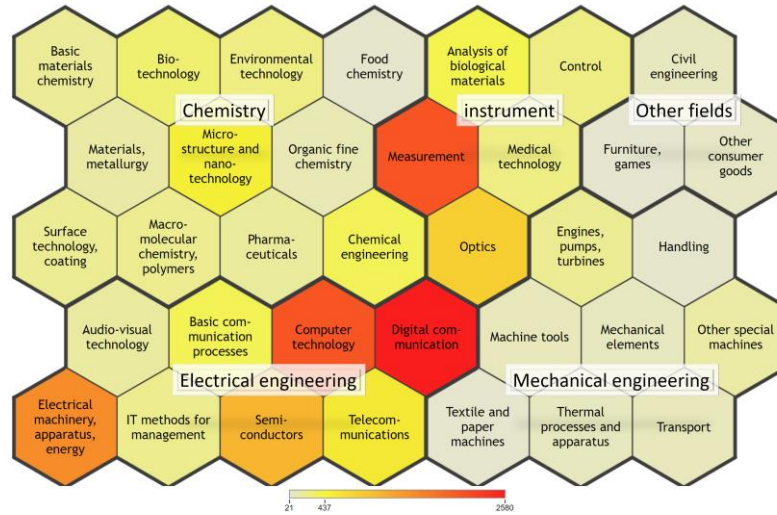 Basic
materials
chemistry
Bio-
technology
Environmental
technology
Food
chemistry
Analysis of
biological
materials
Control
Civil
engineering
Chemistry
instrument
Other fields
Materials,
metallurgy
Micro-
structure and
nano-
technology
Organic fine
chemistry
Measurement
Medical
technology
Furniture,
games
Other
consumer
goods
Surface
technology,
coating
Macro-
molecular
chemistry,
polymers
Pharma-
ceuticals
Chemical
engineering
Optics
Engines,
pumps,
turbines
Handling
Audio-visual
technology
Basic com-
munication
processes
Computer
technology
Digital com-
munication
Machine tools
Mechanical
elements
Other special
machines
Electrical engineering
Mechanical engineering
Electrical
machinery,
apparatus,
energy
IT methods for
management
Semi-
conductors
Telecom-
munications
Textile and
paper
machines
Thermal
processes and
apparatus
Transport
21 437 2580